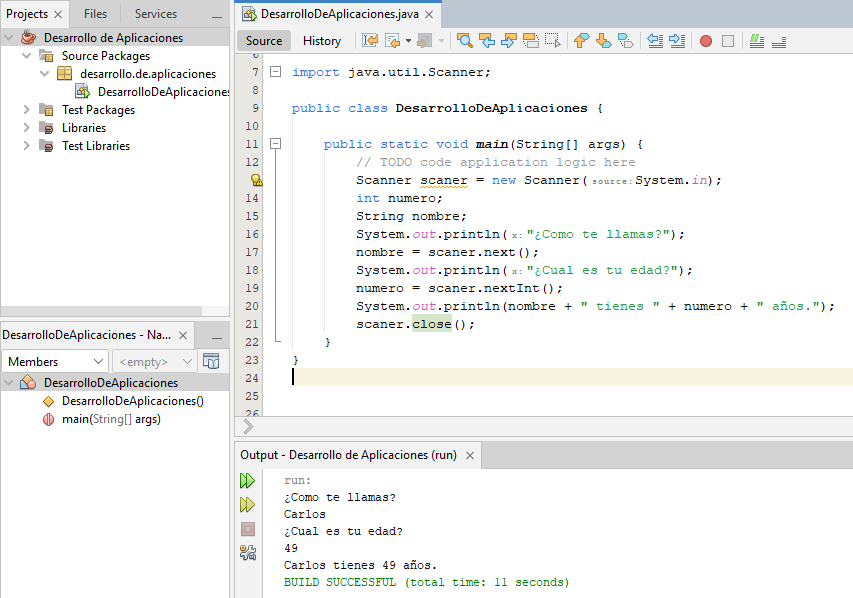 Projects × Files Services
Desarrollo de Aplicaciones
Source Packages
desarrollo.de.aplicaciones
DesarrolloDeAplicaciones
Test Packages
Libraries
Test Libraries
DesarrolloDeAplicaciones - Na... ×
Members <empty>
DesarrolloDeAplicaciones
DesarrolloDeAplicaciones()
main(String[] args)
DesarrolloDeAplicaciones.java ×
Source History
6
7 import java.util.Scanner;
8
9 public class DesarrolloDeAplicaciones {
10
11 public static void main(String[] args) {
12 // TODO code application logic here
Scanner scaner = new Scanner(source:System.in);
14 int numero;
15 String nombre;
16 System.out.println(x:"¿Como te llamas?");
17 nombre = scaner.next();
18 System.out.println(x:"¿Cual es tu edad?");
19 numero = scaner.nextInt();
20 System.out.println(nombre + " tienes " + numero + " años.");
21 scaner.close();
22 }
23 }
24
25
26
Output - Desarrollo de Aplicaciones (run) ×
run:
¿Como te llamas?
Carlos
¿Cual es tu edad?
49
Carlos tienes 49 años.
BUILD SUCCESSFUL (total time: 11 seconds)